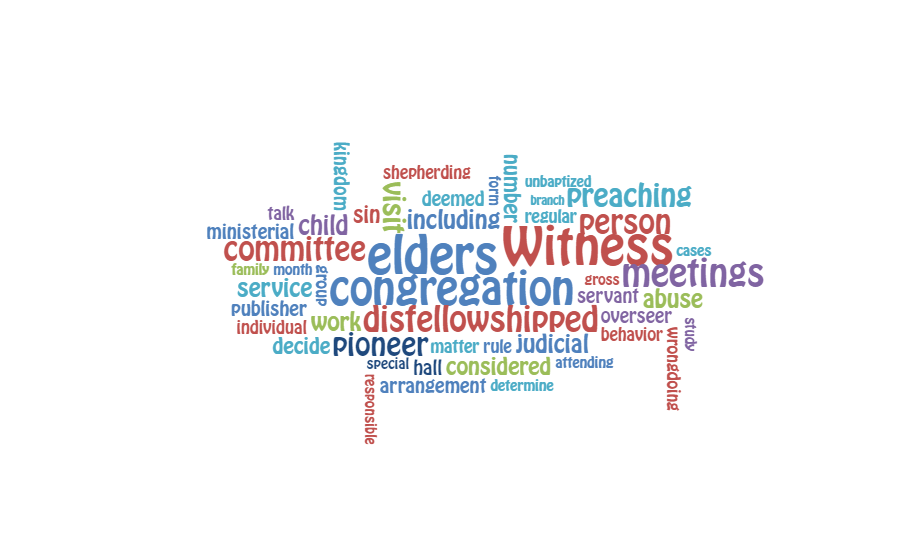 kingdom
shepherding
number
form
unbaptized
visit
deemed
branch
preaching
talk
child
sin
including
regular
person
ministerial
committee
elders
Witness
cases
family
month
group
congregation
gross
meetings
service
servant
abuse
publisher
work
disfellowshipped
overseer
individual
behavior
study
decide
pioneer
matter
rule
judicial
wrongdoing
special
hall
considered
attending
responsible
arrangement
determine